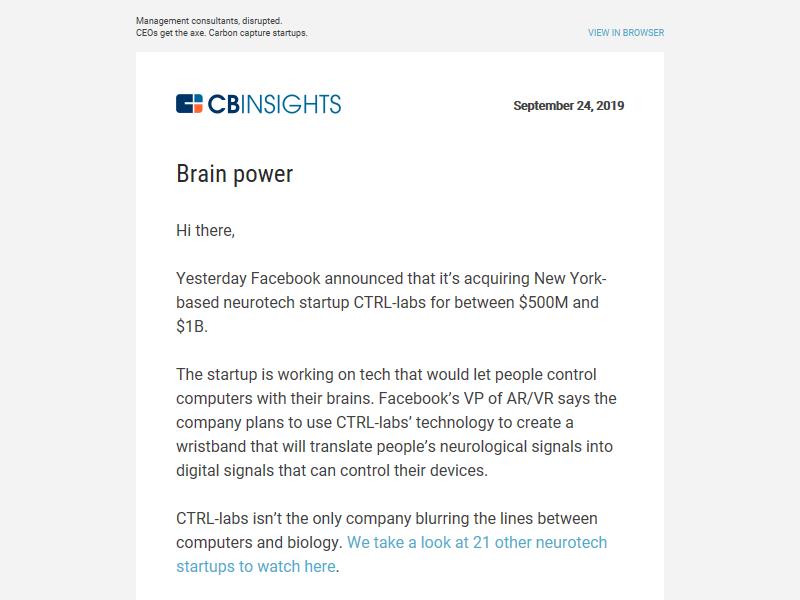 Management consultants, disrupted.
CEOs get the axe. Carbon capture startups.
VIEW IN BROWSER
CBINSIGHTS
September 24, 2019
Brain power
Hi there,
Yesterday Facebook announced that it’s acquiring New York-
based neurotech startup CTRL-labs for between $500M and
$1B.
The startup is working on tech that would let people control
computers with their brains. Facebook’s VP of AR/VR says the
company plans to use CTRL-labs’ technology to create a
wristband that will translate people’s neurological signals into
digital signals that can control their devices.
CTRL-labs isn’t the only company blurring the lines between
computers and biology. We take a look at 21 other neurotech
startups to watch here.